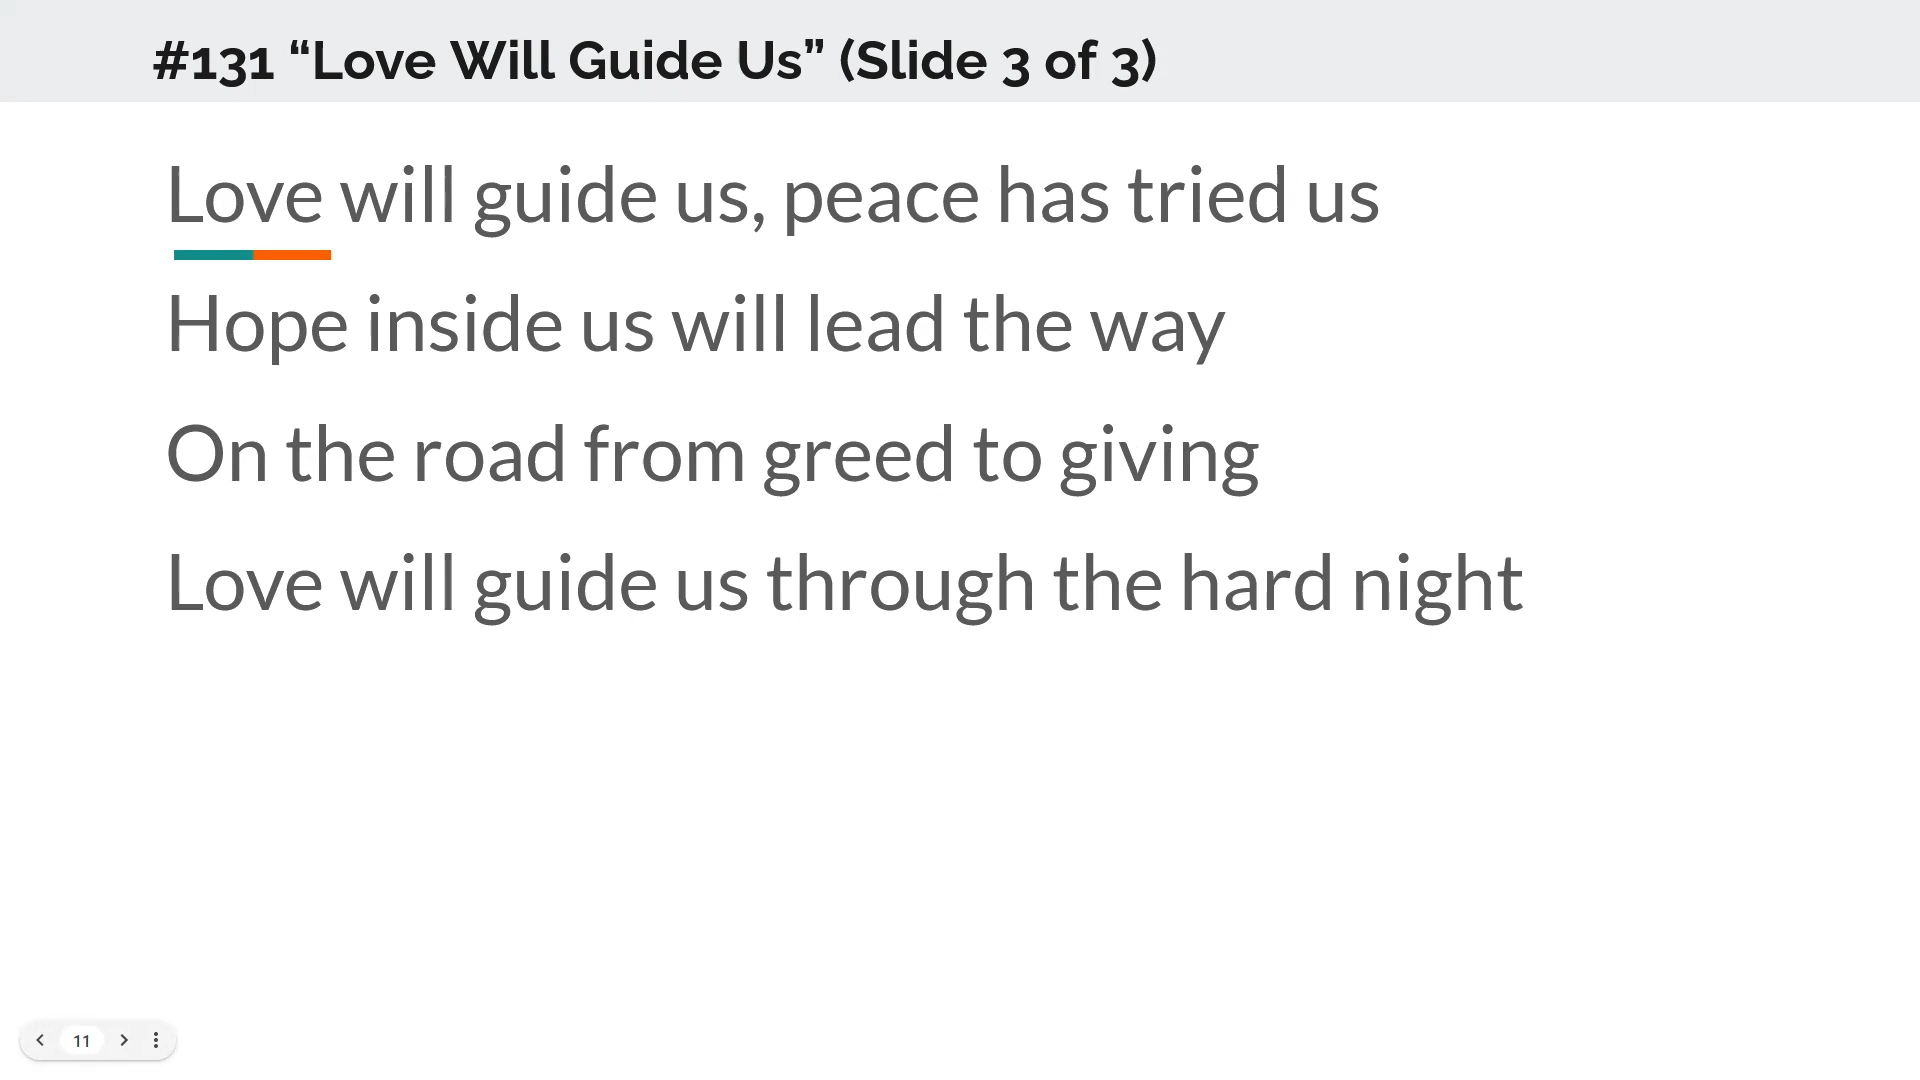 #131 “Love Will Guide Us” (Slide 3 of 3)
Love will guide us, peace has tried us
Hope inside us will lead the way
On the road from greed to giving
Love will guide us through the hard night
11